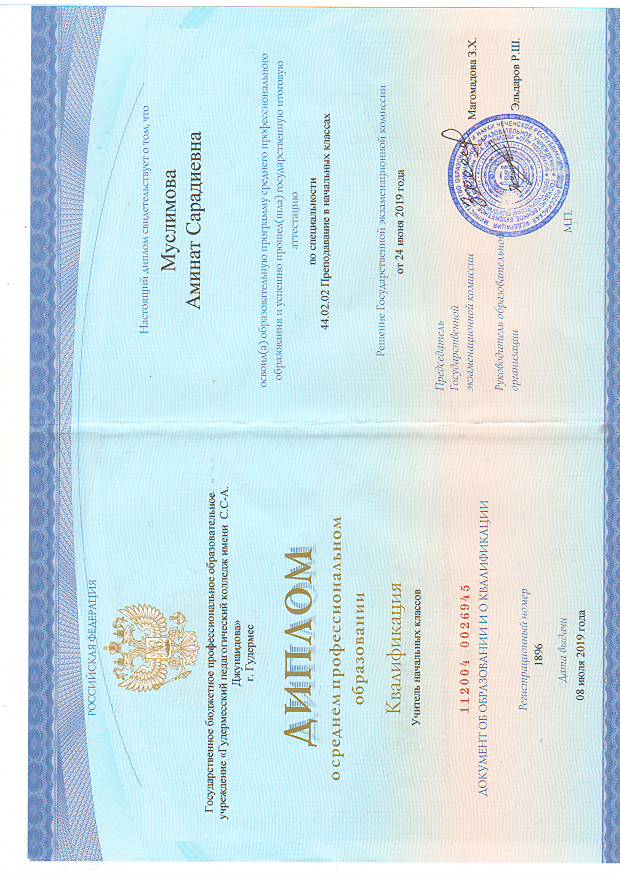 РОССИЙСКАЯ ФЕДЕРАЦИЯ
Государственное бюджетное профессиональное образовательное
учреждение «Гудермесский педагогический колледж имени С.С-А.
Джунаидова»
г. Гудермес
ДИПЛОМ
о среднем профессиональном
образовании
Квалификация
Учитель начальных классов
112004 0026945
ДОКУМЕНТ ОБ ОБРАЗОВАНИИ И О КВАЛИФИКАЦИИ
Регистрационный номер
1896
Дата выдачи
08 июля 2019 года
Настоящий диплом свидетельствует о том, что
Муслимова
Аминат Сарадиевна
освоил(а) образовательную программу среднего профессионального
образования и успешно прошел(шла) государственную итоговую
аттестацию
по специальности
44.02.02 Преподавание в начальных классах
Решение Государственной экзаменационной комиссии
от 24 июня 2019 года
Председатель
Государственной
экзаменационной комиссии
Магомадова З.Х.
Руководитель образовательной
организации
Эльдаров Р.Ш.
М.П.